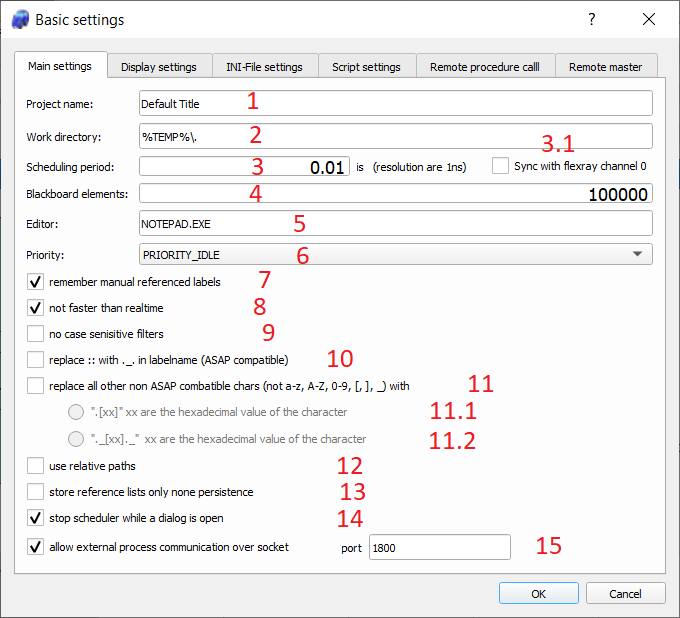 Basic settings ? ×
Main settings Display settings INI-File settings Script settings Remote procedure calll Remote master
Project name: Default Title 1
Work directory: %TEMP%\. 2
3.1
Scheduling period: 3 0.01 is (resolution are 1ns) Sync with flexray channel 0
Blackboard elements: 4 100000
Editor: NOTEPAD.EXE 5
Priority: PRIORITY_IDLE 6
remember manual referenced labels 7
not faster than realtime 8
no case senisitive filters 9
replace :: with ._. in labelname (ASAP compatible) 10
replace all other non ASAP combatible chars (not a-z, A-Z, 0-9, [, ], _) with 11
".[xx]" xx are the hexadecimal value of the character 11.1
"._[xx]._" xx are the hexadecimal value of the character 11.2
use relative paths 12
store reference lists only none persistence 13
stop scheduler while a dialog is open 14
allow external process communication over socket port 1800 15
OK Cancel